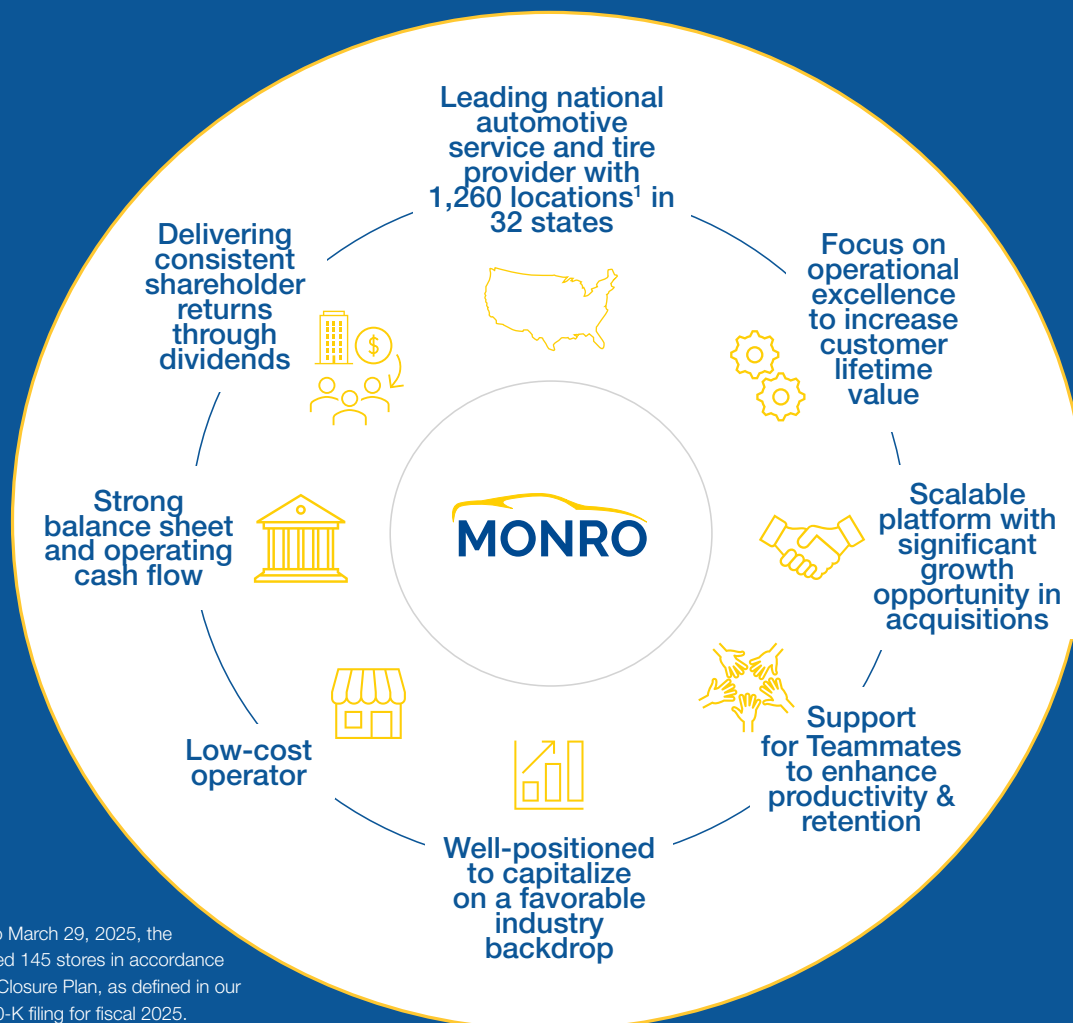 Leading national
automotive
service and tire
provider with
1,260 locations¹ in
32 states
Focus on
operational
excellence
to increase
customer
lifetime
value
Scalable
platform with
significant
growth
opportunity in
acquisitions
Support
for Teammates
to enhance
productivity &
retention
Well-positioned
to capitalize
on a favorable
industry
backdrop
Low-cost
operator
Strong
balance sheet
and operating
cash flow
Delivering
consistent
shareholder
returns
through
dividends
$
MONRO
March 29, 2025, the
145 stores in accordance
Closure Plan, as defined in our
0-K filing for fiscal 2025.